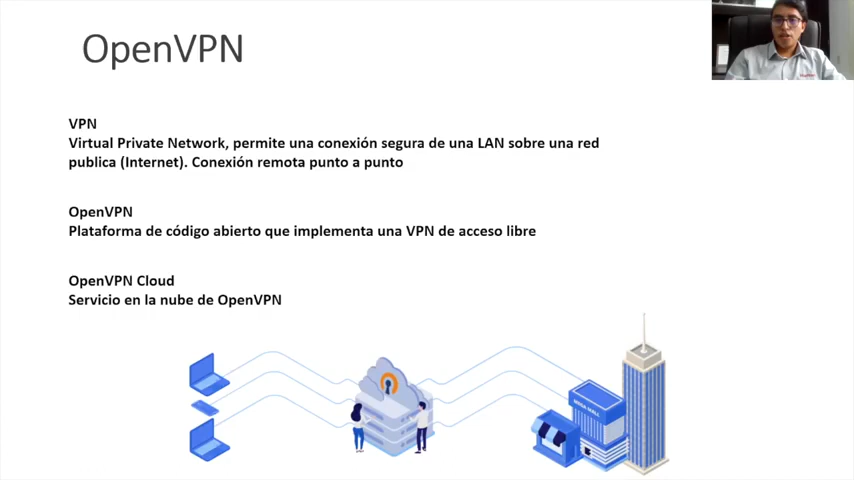 OpenVPN
VPN
Virtual Private Network, permite una conexión segura de una LAN sobre una red
publica (Internet). Conexión remota punto a punto
OpenVPN
Plataforma de código abierto que implementa una VPN de acceso libre
OpenVPN Cloud
Servicio en la nube de OpenVPN
MEGA MALL